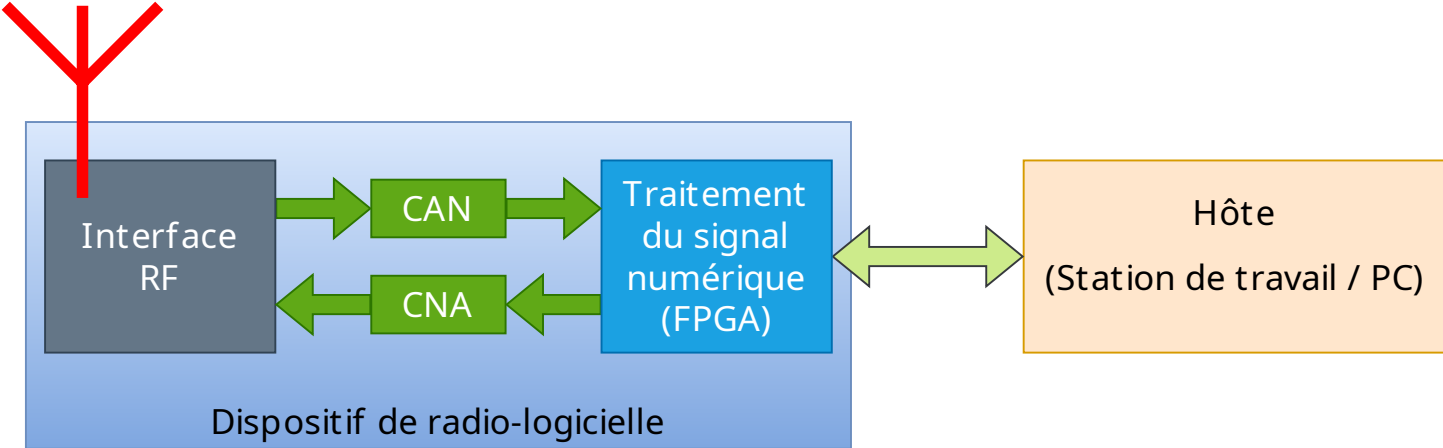 Interface
RF
CAN
CNA
Traitement
du signal
numérique
(FPGA)
Hôte
(Station de travail / PC)
Dispositif de radio-logicielle